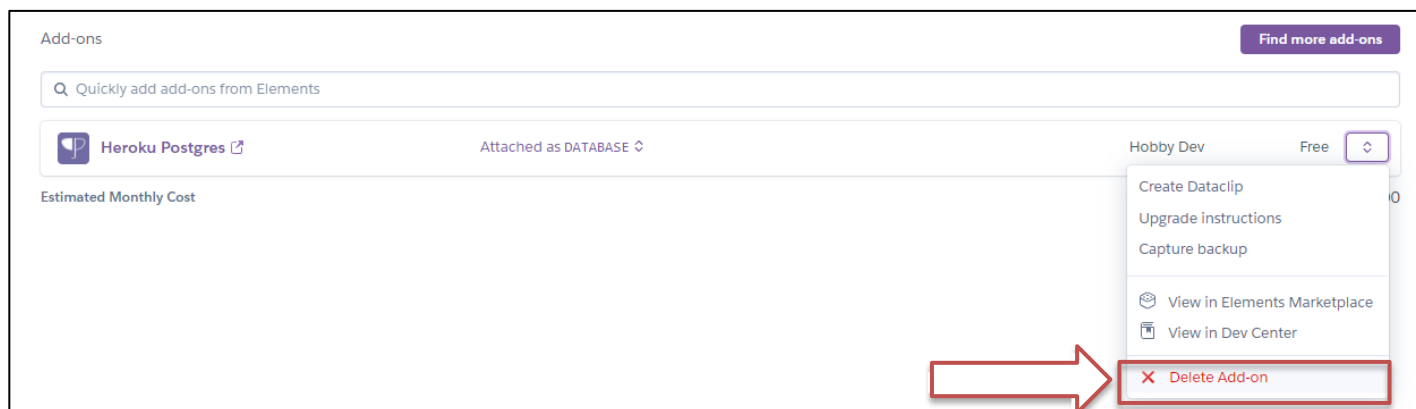 Add-ons
Find more add-ons
Quickly add add-ons from Elements
Heroku Postgres
Attached as DATABASE
Hobby Dev
Free
Estimated Monthly Cost
Create Dataclip
Upgrade instructions
Capture backup
View in Elements Marketplace
View in Dev Center
Delete Add-on